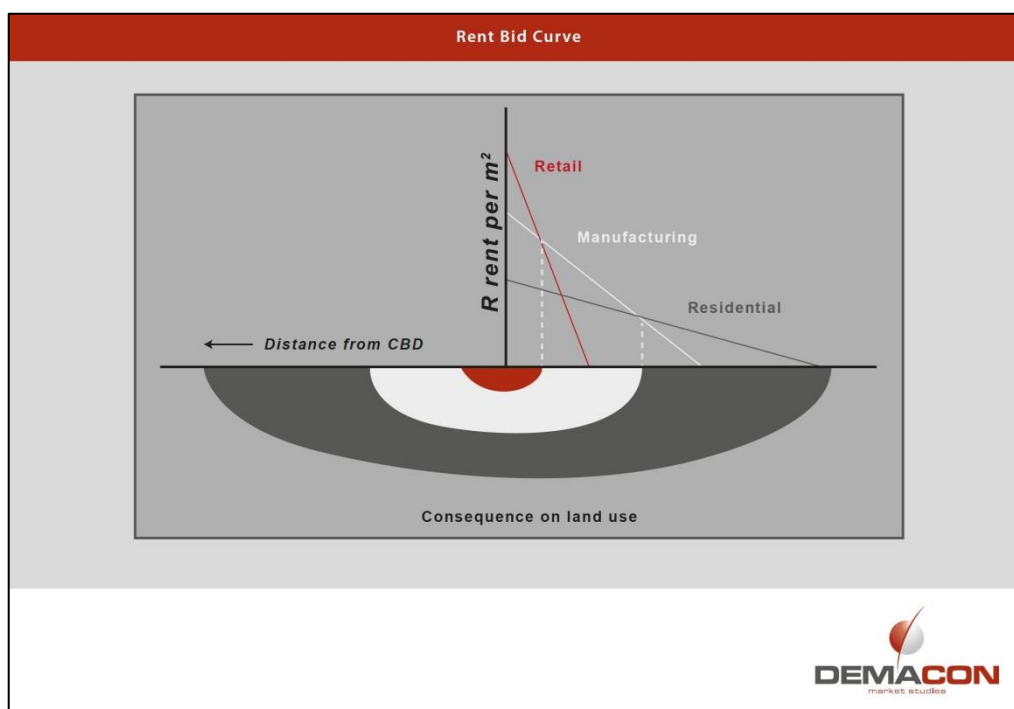 Rent Bid Curve
R rent per m²
Retail
Manufacturing
Residential
Distance from CBD
Consequence on land use
DEMACON
market studies